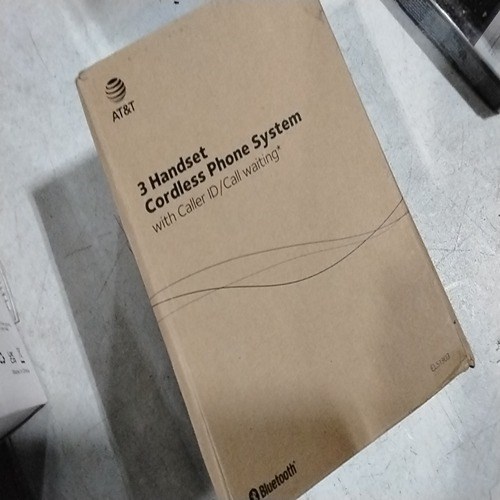 AT&T
3 Handset
Cordless Phone System
with Caller ID/Call waiting*
Bluetooth®